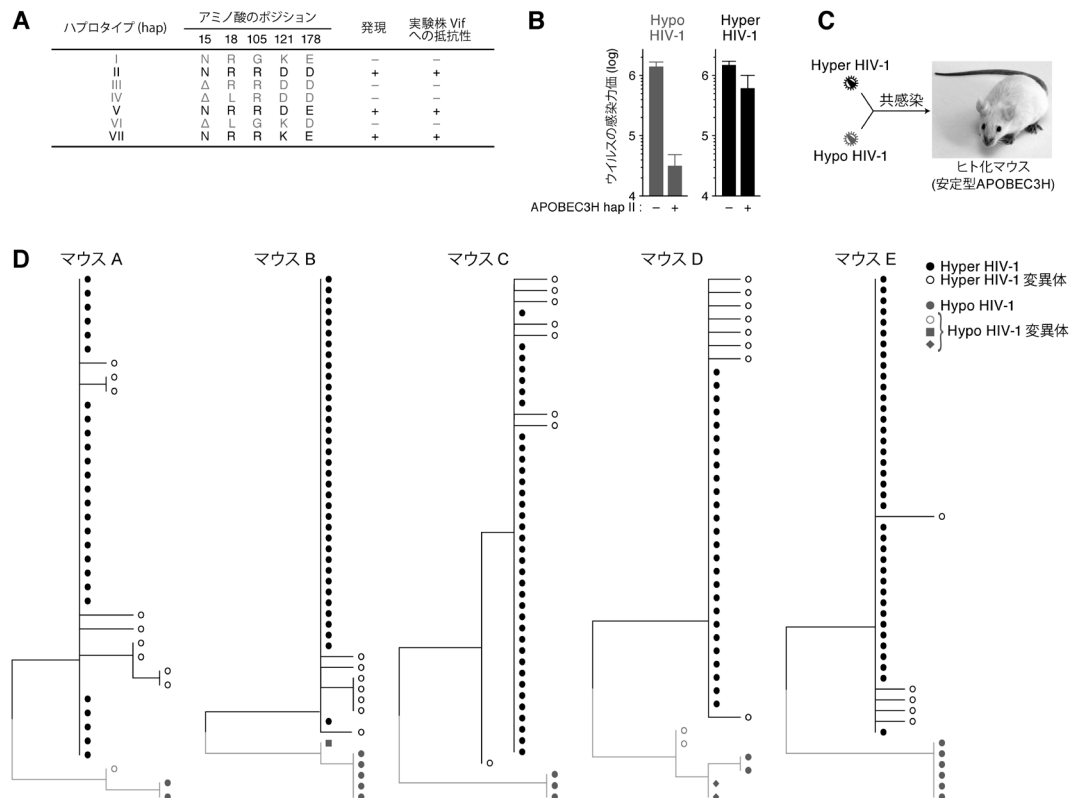 A
ハプロタイプ (hap) アミノ酸のポジション 発現 実験株 Vif への抵抗性
15 18 105 121 178
I N R G K E − −
II N R R D D + +
III Δ R R D D − −
IV Δ L R D D − −
V N R R D E + +
VI Δ L G K D − −
VII N R R K E + +
B
Hypo HIV-1
Hyper HIV-1
ウイルスの感染力価 (log)
6 6
5 5
4 4
APOBEC3H hap II : − + − +
C
Hyper HIV-1
共感染
Hypo HIV-1
ヒト化マウス
(安定型APOBEC3H)
D
マウス A マウス B マウス C マウス D マウス E
Hyper HIV-1
Hyper HIV-1 変異体
Hypo HIV-1
Hypo HIV-1 変異体